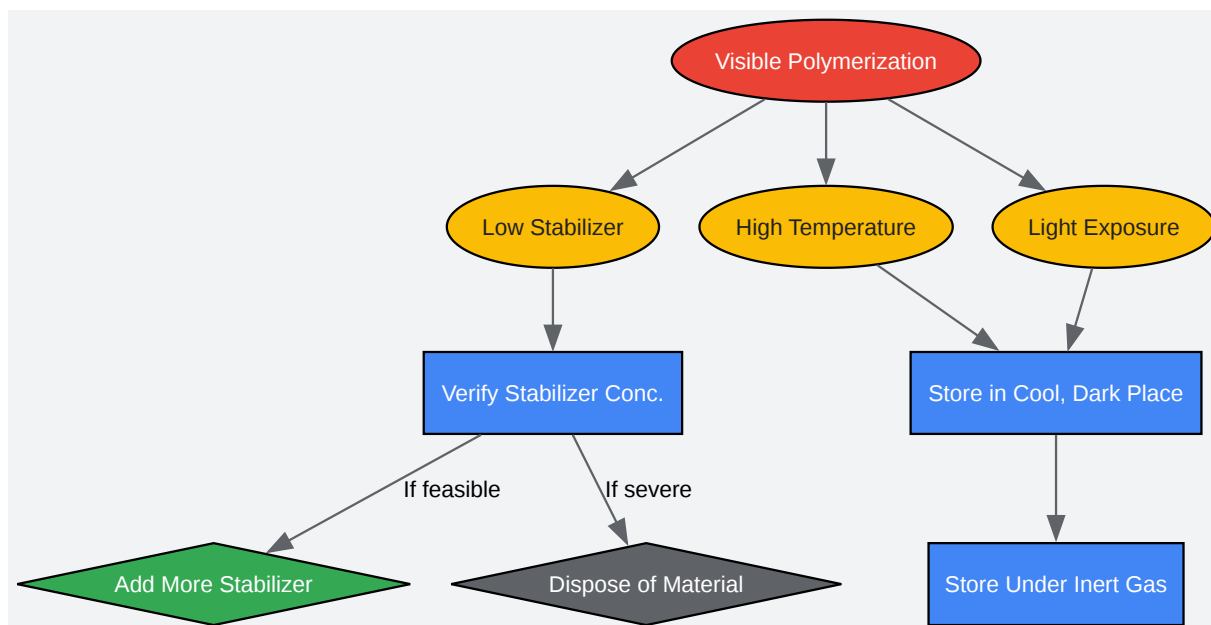 Visible Polymerization
Low Stabilizer
High Temperature
Light Exposure
Verify Stabilizer Conc.
Store in Cool, Dark Place
If feasible
If severe
Add More Stabilizer
Dispose of Material
Store Under Inert Gas